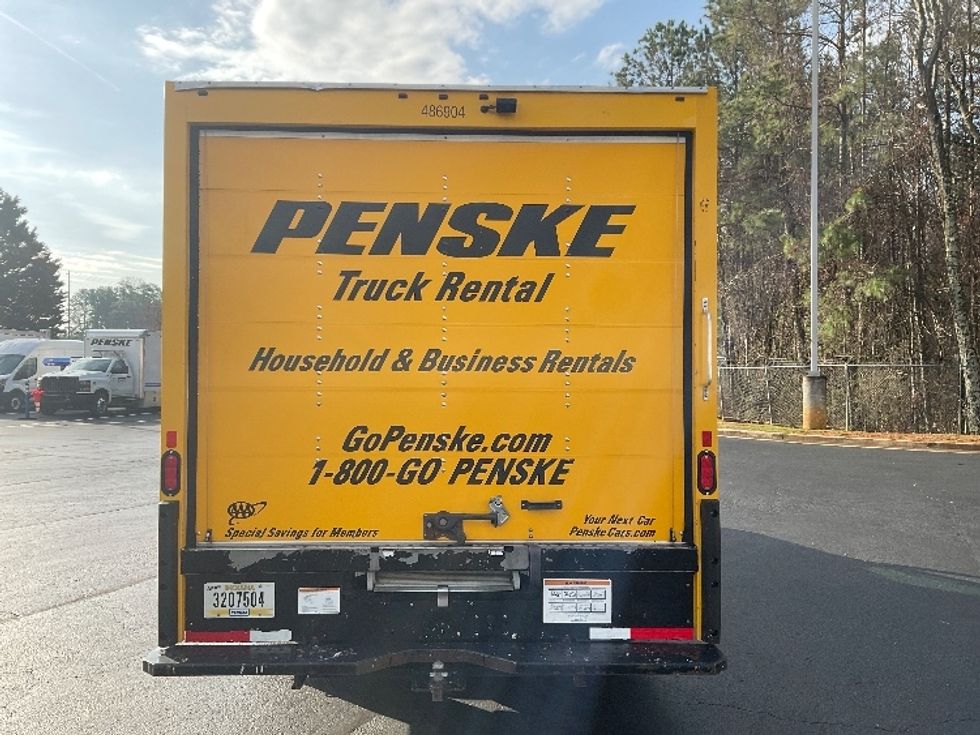 486904
PENSKE
Truck Rental
Household & Business Rentals
GoPenske.com
1-800-GO PENSKE
AAA
Special Savings for Members
Your Next Car
PenskeCars.com
INDIANA
3207504
PENSKE